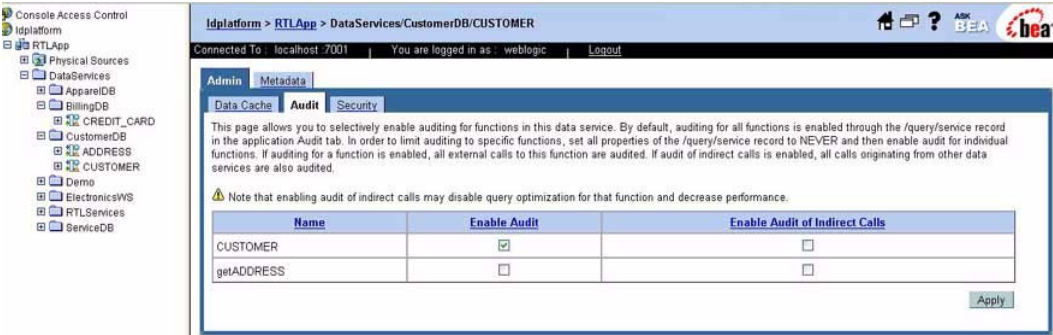 Console Access Control
ldplatform
RTLApp
Physical Sources
DataServices
ApparelDB
BillingDB
CREDIT_CARD
CustomerDB
ADDRESS
CUSTOMER
Demo
ElectronicsWS
RTLServices
ServiceDB
ldplatform > RTLApp > DataServices/CustomerDB/CUSTOMER
? ASK BEA bea
Connected To : localhost :7001 | You are logged in as : weblogic | Logout
Admin Metadata
Data Cache Audit Security
This page allows you to selectively enable auditing for functions in this data service. By default, auditing for all functions is enabled through the /query/service record
in the application Audit tab. In order to limit auditing to specific functions, set all properties of the /query/service record to NEVER and then enable audit for individual
functions. If auditing for a function is enabled, all external calls to this function are audited. If audit of indirect calls is enabled, all calls originating from other data
services are also audited.
Note that enabling audit of indirect calls may disable query optimization for that function and decrease performance.
Name Enable Audit Enable Audit of Indirect Calls
CUSTOMER
getADDRESS
Apply